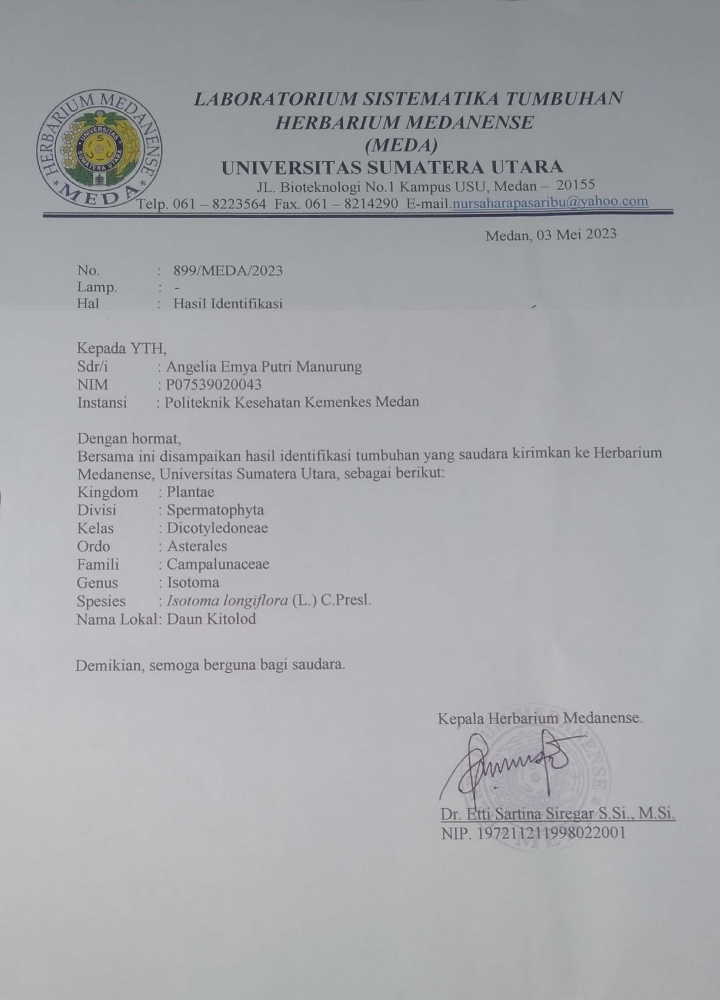 HERBARIUM MEDANENSE
* MEDA *
UNIVERSITAS
SUMATERA UTARA
LABORATORIUM SISTEMATIKA TUMBUHAN
HERBARIUM MEDANENSE
(MEDA)
UNIVERSITAS SUMATERA UTARA
JL. Bioteknologi No.1 Kampus USU, Medan – 20155
Telp. 061 – 8223564 Fax. 061 – 8214290 E-mail.nursaharapasaribu@yahoo.com
Medan, 03 Mei 2023
No. : 899/MEDA/2023
Lamp. : -
Hal : Hasil Identifikasi
Kepada YTH,
Sdr/i : Angelia Emya Putri Manurung
NIM : P07539020043
Instansi : Politeknik Kesehatan Kemenkes Medan
Dengan hormat,
Bersama ini disampaikan hasil identifikasi tumbuhan yang saudara kirimkan ke Herbarium
Medanense, Universitas Sumatera Utara, sebagai berikut:
Kingdom : Plantae
Divisi : Spermatophyta
Kelas : Dicotyledoneae
Ordo : Asterales
Famili : Campalunaceae
Genus : Isotoma
Spesies : Isotoma longiflora (L.) C.Presl.
Nama Lokal: Daun Kitolod
Demikian, semoga berguna bagi saudara.
Kepala Herbarium Medanense.
Dr. Etti Sartina Siregar S.Si., M.Si.
NIP. 197211211998022001